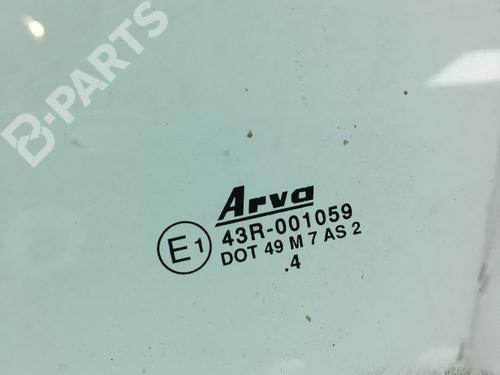 B-PARTS
Arva
E1 43R-001059
DOT 49 M 7 AS 2
.4